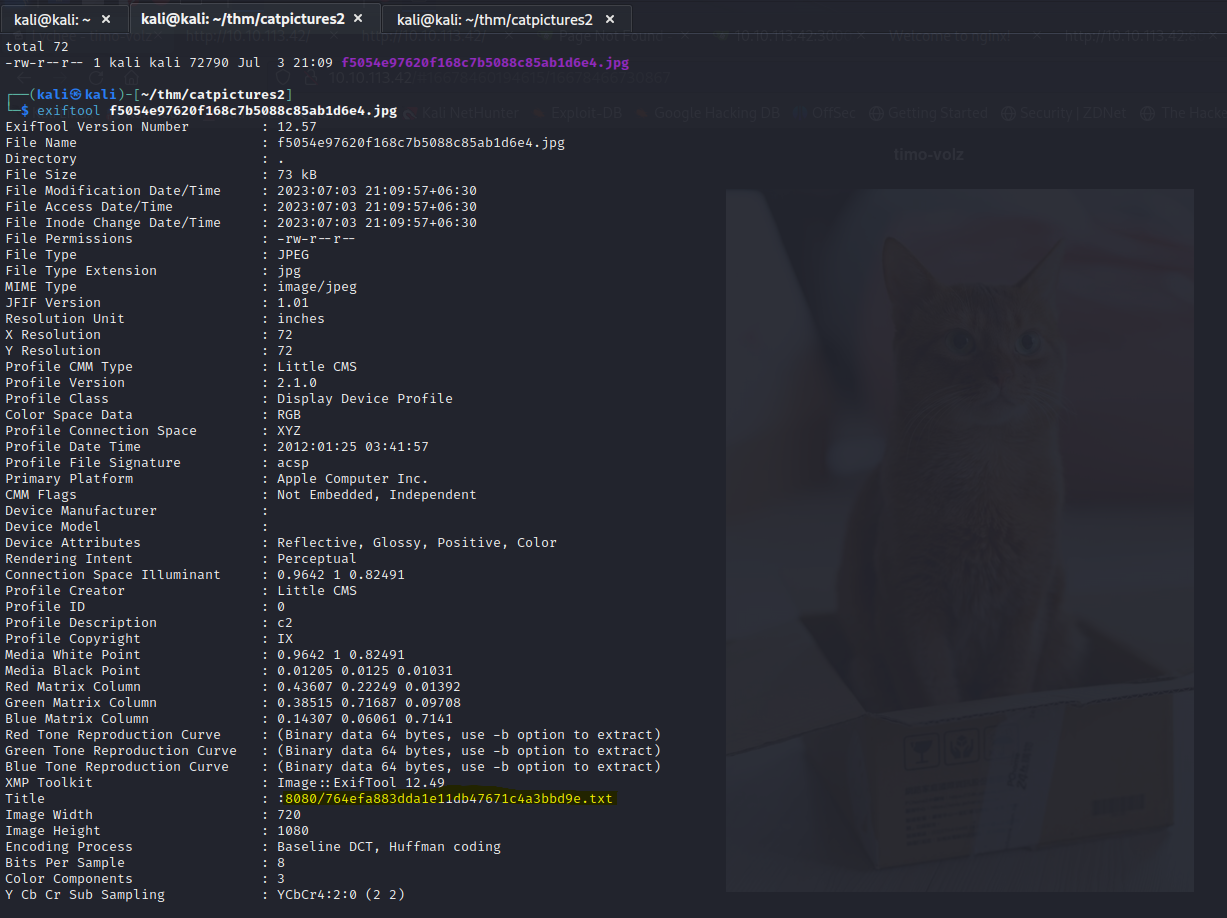 kali@kali: ~ ×
kali@kali: ~/thm/catpictures2 ×
kali@kali: ~/thm/catpictures2 ×
total 72
-rw-r--r-- 1 kali kali 72790 Jul  3 21:09 f5054e97620f168c7b5088c85ab1d6e4.jpg
┌──(kali㉿kali)-[~/thm/catpictures2]
└─$ exiftool f5054e97620f168c7b5088c85ab1d6e4.jpg
ExifTool Version Number         : 12.57
File Name                       : f5054e97620f168c7b5088c85ab1d6e4.jpg
Directory                       : .
File Size                       : 73 kB
File Modification Date/Time     : 2023:07:03 21:09:57+06:30
File Access Date/Time           : 2023:07:03 21:09:57+06:30
File Inode Change Date/Time     : 2023:07:03 21:09:57+06:30
File Permissions                : -rw-r--r--
File Type                       : JPEG
File Type Extension             : jpg
MIME Type                       : image/jpeg
JFIF Version                    : 1.01
Resolution Unit                 : inches
X Resolution                    : 72
Y Resolution                    : 72
Profile CMM Type                : Little CMS
Profile Version                 : 2.1.0
Profile Class                   : Display Device Profile
Color Space Data                : RGB
Profile Connection Space        : XYZ
Profile Date Time               : 2012:01:25 03:41:57
Profile File Signature          : acsp
Primary Platform                : Apple Computer Inc.
CMM Flags                       : Not Embedded, Independent
Device Manufacturer             :
Device Model                    :
Device Attributes               : Reflective, Glossy, Positive, Color
Rendering Intent                : Perceptual
Connection Space Illuminant     : 0.9642 1 0.82491
Profile Creator                 : Little CMS
Profile ID                      : 0
Profile Description             : c2
Profile Copyright               : IX
Media White Point               : 0.9642 1 0.82491
Media Black Point               : 0.01205 0.0125 0.01031
Red Matrix Column               : 0.43607 0.22249 0.01392
Green Matrix Column             : 0.38515 0.71687 0.09708
Blue Matrix Column              : 0.14307 0.06061 0.7141
Red Tone Reproduction Curve     : (Binary data 64 bytes, use -b option to extract)
Green Tone Reproduction Curve   : (Binary data 64 bytes, use -b option to extract)
Blue Tone Reproduction Curve    : (Binary data 64 bytes, use -b option to extract)
XMP Toolkit                     : Image::ExifTool 12.49
Title                           : :8080/764efa883dda1e11db47671c4a3bbd9e.txt
Image Width                     : 720
Image Height                    : 1080
Encoding Process                : Baseline DCT, Huffman coding
Bits Per Sample                 : 8
Color Components                : 3
Y Cb Cr Sub Sampling            : YCbCr4:2:0 (2 2)
Kali NetHunter Exploit-DB Google Hacking DB OffSec Getting Started Security | ZDNet